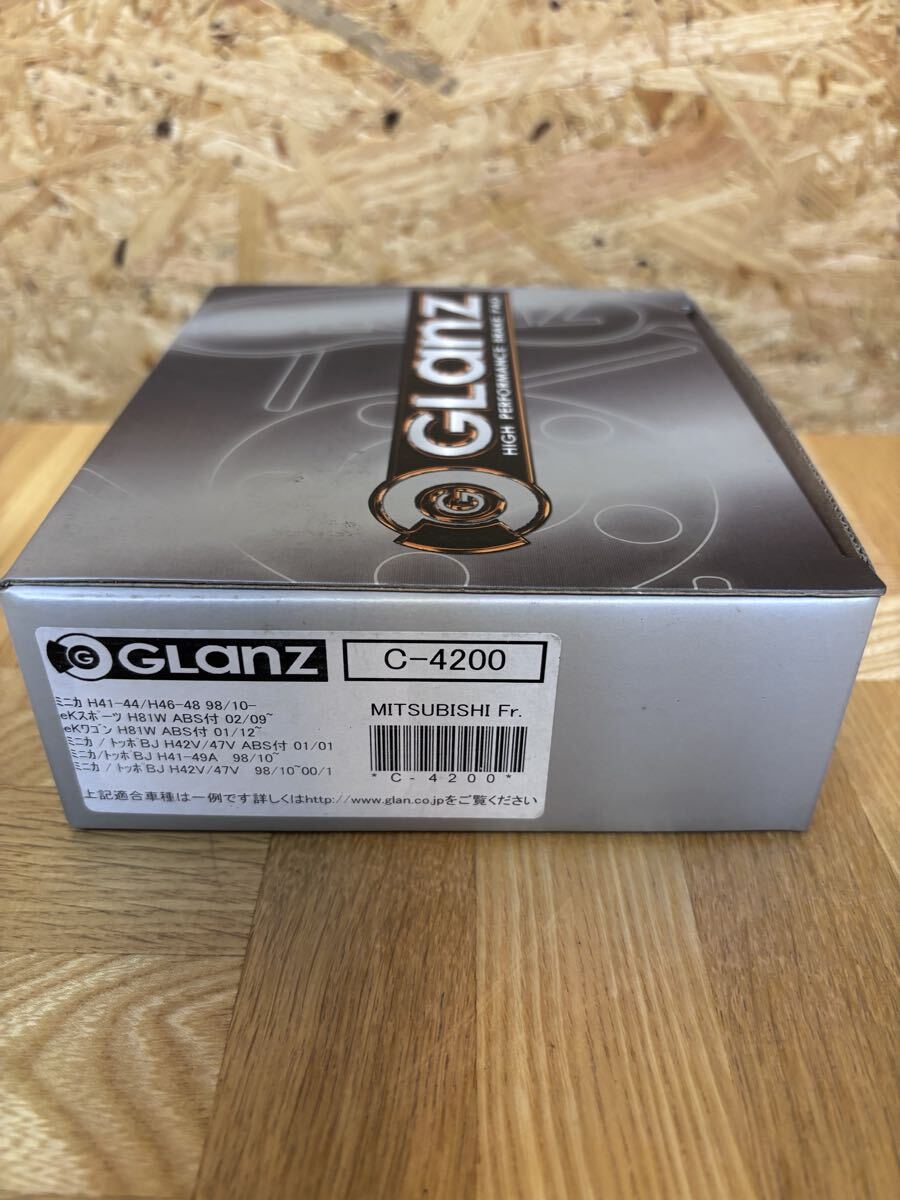 GLanz
HIGH PERFORMANCE BRAKE PAD
GLanz
C-4200
ミニカ H41-44/H46-48 98/10-
eKスポーツ H81W ABS付 02/09~
eKワゴン H81W ABS付 01/12~
ミニカ / トッポBJ H42V/47V ABS付 01/01
ミニカ/トッポBJ H41-49A 98/10~
ミニカ / トッポBJ H42V/47V 98/10~00/1
MITSUBISHI Fr.
*C-4200*
上記適合車種は一例です詳しくはhttp://www.glan.co.jpをご覧ください